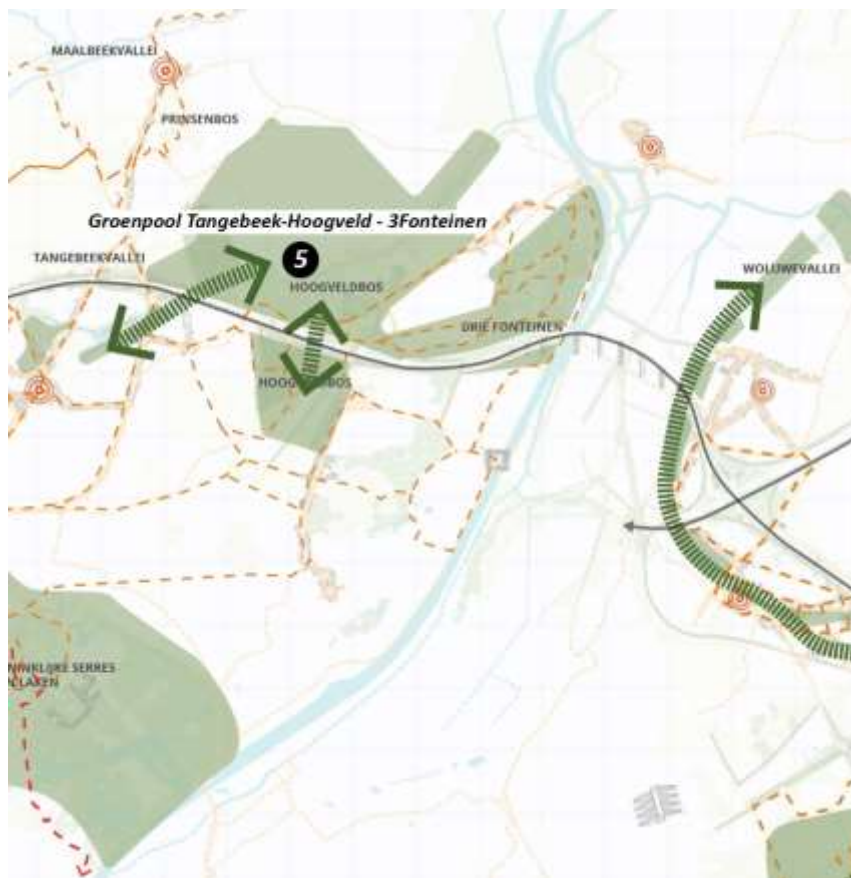 MAALBEEKVALLEI
PRINSENBOS
Groenpool Tangebeek-Hoogveld - 3Fonteinen
TANGEBEEKVALLEI
5
HOOGVELDBOS
WOLUWEVALLEI
DRIE FONTEINEN